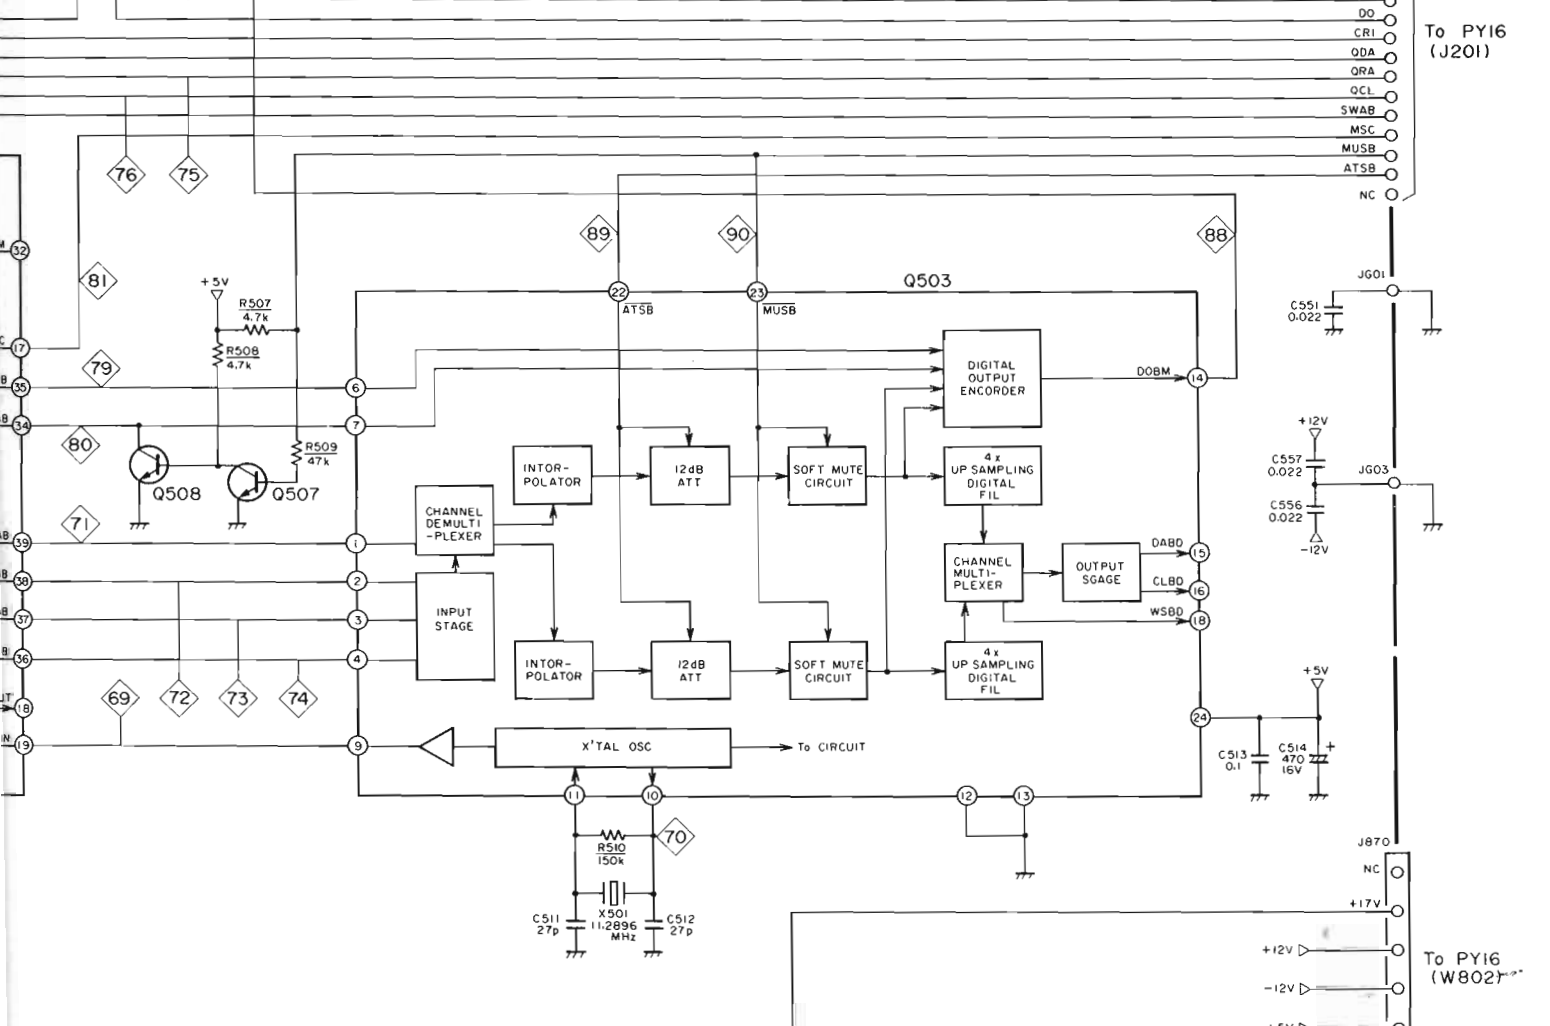 DO
CRI
QDA
QRA
QCL
SWAB
MSC
MUSB
ATSB
NC
To PY16
(J201)
76
75
89
90
88
32
81
+5V
R507
4.7k
R508
4.7k
17
79
35
34
80
Q508
Q507
R509
47k
71
39
38
37
36
18
19
69
72
73
74
Q503
22
ATSB
23
MUSB
6
7
1
2
3
4
9
DIGITAL
OUTPUT
ENCORDER
DOBM
14
INTOR-
POLATOR
12dB
ATT
SOFT MUTE
CIRCUIT
4x
UP SAMPLING
DIGITAL
FIL
CHANNEL
DEMULTI
-PLEXER
INPUT
STAGE
CHANNEL
MULTI-
PLEXER
OUTPUT
SGAGE
DABD
15
CLBD
16
WSBD
18
INTOR-
POLATOR
12dB
ATT
SOFT MUTE
CIRCUIT
4x
UP SAMPLING
DIGITAL
FIL
X'TAL OSC
To CIRCUIT
11
10
12
13
24
70
R510
150k
X501
11.2896
MHz
C511
27p
C512
27p
JG01
C551
0.022
+12V
C557
0.022
JG03
C556
0.022
-12V
+5V
C513
0.1
C514
470
16V
+
J870
NC
+17V
+12V
-12V
To PY16
(W802)